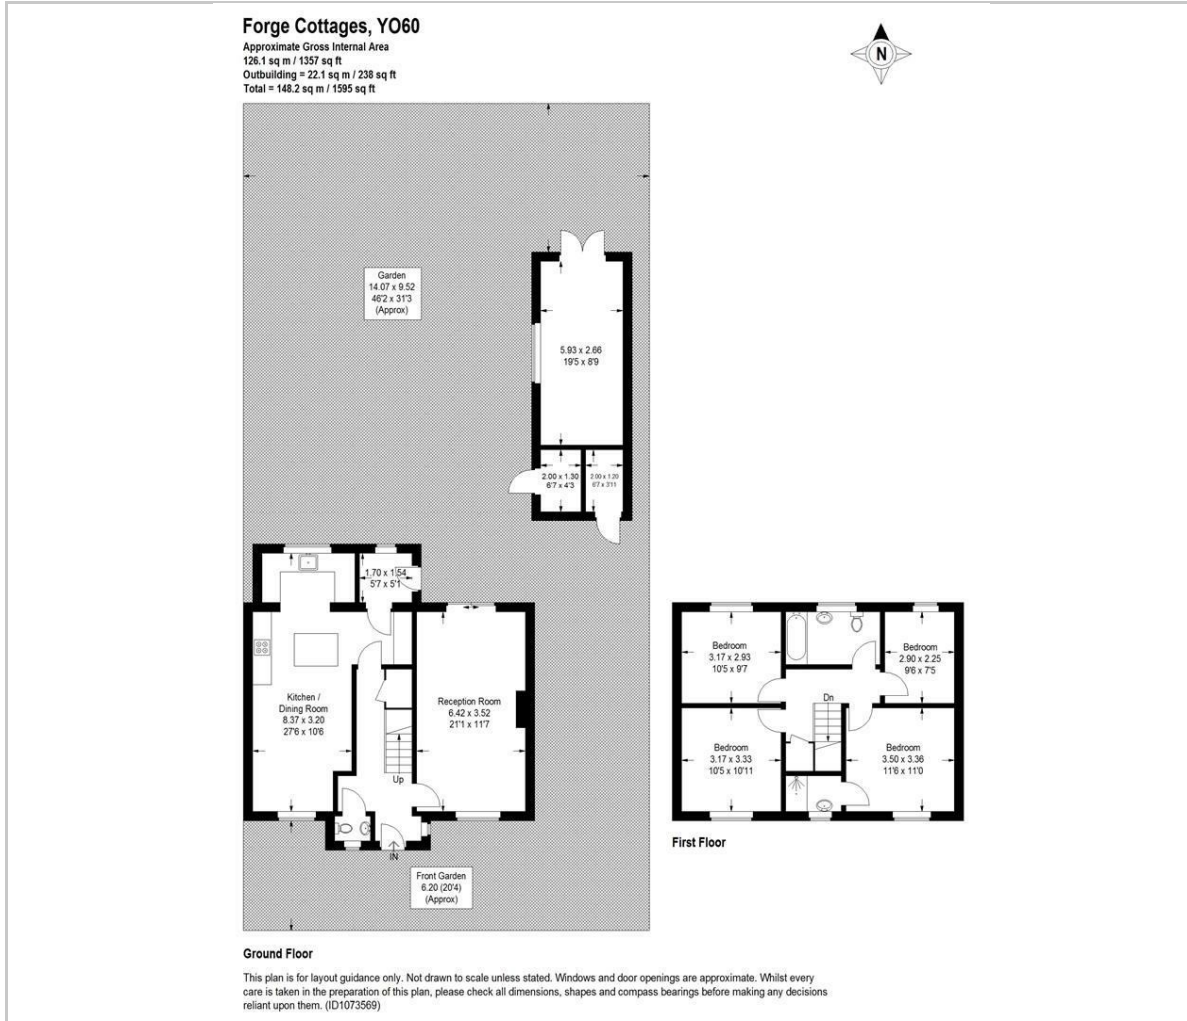 Forge Cottages, YO60
Approximate Gross Internal Area
126.1 sq m / 1357 sq ft
Outbuilding = 22.1 sq m / 238 sq ft
Total = 148.2 sq m / 1595 sq ft
N
Garden
14.07 x 9.52
46'2 x 31'3
(Approx)
5.93 x 2.66
19'5 x 8'9
2.00 x 1.30
6'7 x 4'3
2.00 x 1.20
6'7 x 3'11
1.70 x 1.54
5'7 x 5'1
Kitchen /
Dining Room
8.37 x 3.20
27'6 x 10'6
Reception Room
6.42 x 3.52
21'1 x 11'7
Up
IN
Front Garden
6.20 (20'4)
(Approx)
Bedroom
3.17 x 2.93
10'5 x 9'7
Bedroom
2.90 x 2.25
9'6 x 7'5
Dn
Bedroom
3.17 x 3.33
10'5 x 10'11
Bedroom
3.50 x 3.36
11'6 x 11'0
First Floor
Ground Floor
This plan is for layout guidance only. Not drawn to scale unless stated. Windows and door openings are approximate. Whilst every
care is taken in the preparation of this plan, please check all dimensions, shapes and compass bearings before making any decisions
reliant upon them. (ID1073569)